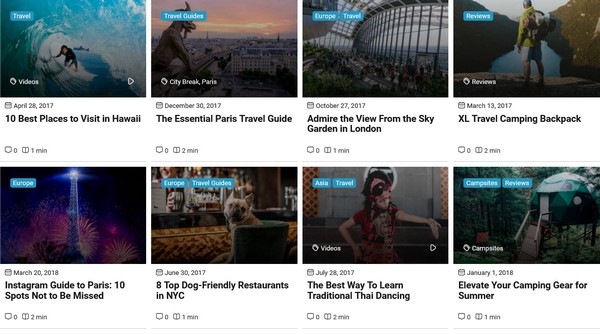 Travel
Videos
April 28, 2017
10 Best Places to Visit in Hawaii
0 1 min
Travel Guides
City Break, Paris
December 30, 2017
The Essential Paris Travel Guide
0 2 min
Europe Travel
October 27, 2017
Admire the View From the Sky
Garden in London
0 1 min
Reviews
Reviews
March 13, 2017
XL Travel Camping Backpack
0 2 min
Europe
March 20, 2018
Instagram Guide to Paris: 10
Spots Not to Be Missed
0 2 min
Europe Travel Guides
June 30, 2017
8 Top Dog-Friendly Restaurants
in NYC
0 1 min
Asia Travel
Videos
July 28, 2017
The Best Way To Learn
Traditional Thai Dancing
0 2 min
Campsites Reviews
Campsites
January 1, 2018
Elevate Your Camping Gear for
Summer
0 1 min